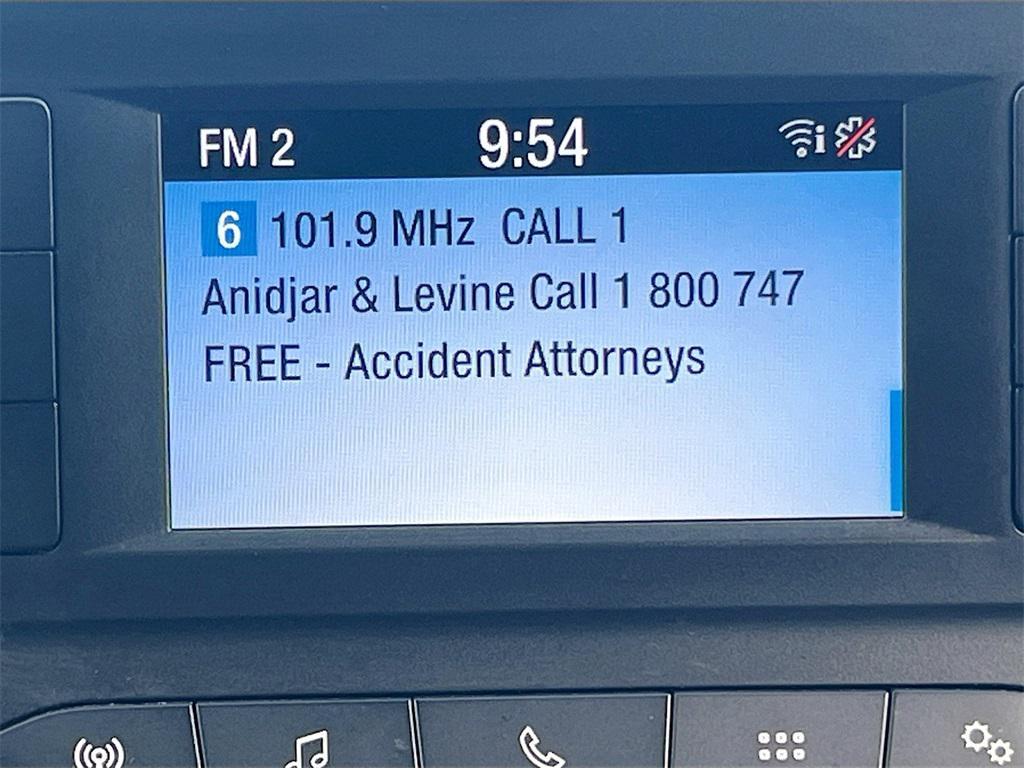 FM 2 9:54 i
6 101.9 MHz CALL 1
Anidjar & Levine Call 1 800 747
FREE - Accident Attorneys